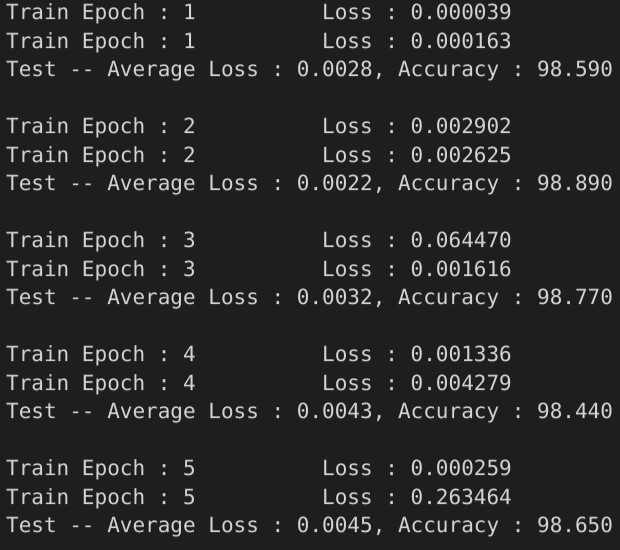 Train Epoch : 1 Loss : 0.000039
Train Epoch : 1 Loss : 0.000163
Test -- Average Loss : 0.0028, Accuracy : 98.590
Train Epoch : 2 Loss : 0.002902
Train Epoch : 2 Loss : 0.002625
Test -- Average Loss : 0.0022, Accuracy : 98.890
Train Epoch : 3 Loss : 0.064470
Train Epoch : 3 Loss : 0.001616
Test -- Average Loss : 0.0032, Accuracy : 98.770
Train Epoch : 4 Loss : 0.001336
Train Epoch : 4 Loss : 0.004279
Test -- Average Loss : 0.0043, Accuracy : 98.440
Train Epoch : 5 Loss : 0.000259
Train Epoch : 5 Loss : 0.263464
Test -- Average Loss : 0.0045, Accuracy : 98.650